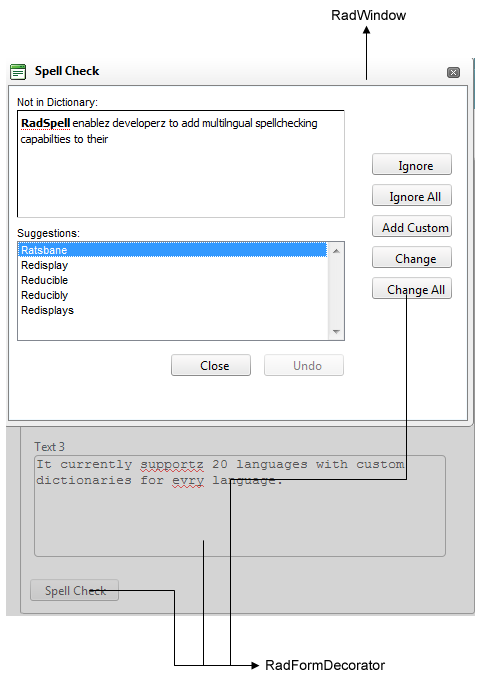 RadWindow
Spell Check
Not in Dictionary:
RadSpell enablez developerz to add multilngual spellchecking
capabilties to their
Ignore
Ignore All
Add Custom
Change
Change All
Suggestions:
Ratsbane
Redisplay
Reducible
Reducibly
Redisplays
Close
Undo
Text 3
It currently supportz 20 languages with custom
dictionaries for evry language.
Spell Check
RadFormDecorator